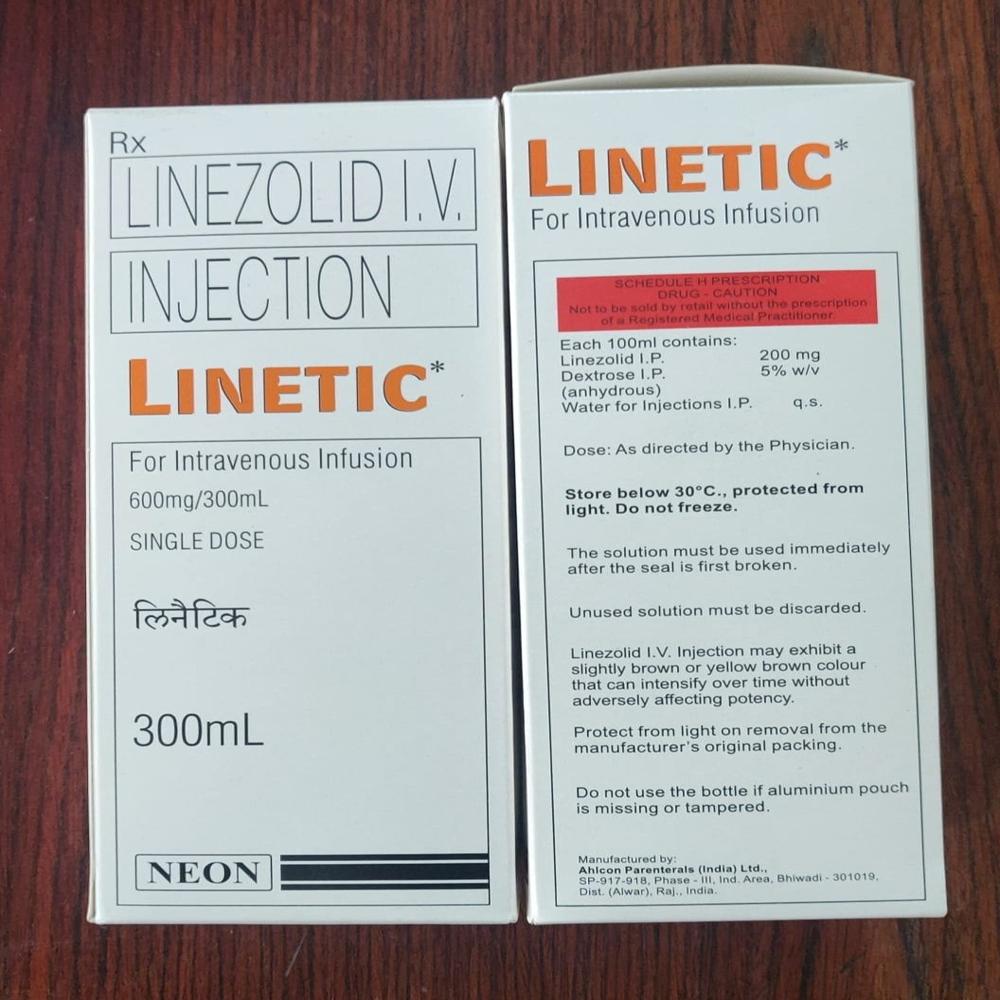 Rx
LINEZOLID I.V.
INJECTION
LINETIC*
For Intravenous Infusion
600mg/300mL
SINGLE DOSE
लिनैटिक
300mL
NEON
LINETIC*
For Intravenous Infusion
SCHEDULE H PRESCRIPTION
DRUG - CAUTION
Not to be sold by retail without the prescription
of a Registered Medical Practitioner.
Each 100ml contains:
Linezolid I.P. 200 mg
Dextrose I.P. 5% w/v
(anhydrous)
Water for Injections I.P. q.s.
Dose: As directed by the Physician.
Store below 30°C., protected from
light. Do not freeze.
The solution must be used immediately
after the seal is first broken.
Unused solution must be discarded.
Linezolid I.V. Injection may exhibit a
slightly brown or yellow brown colour
that can intensify over time without
adversely affecting potency.
Protect from light on removal from the
manufacturer's original packing.
Do not use the bottle if aluminium pouch
is missing or tampered.
Manufactured by:
Ahlcon Parenterals (India) Ltd.,
SP-917-918, Phase - III, Ind. Area, Bhiwadi - 301019,
Dist. (Alwar), Raj., India.